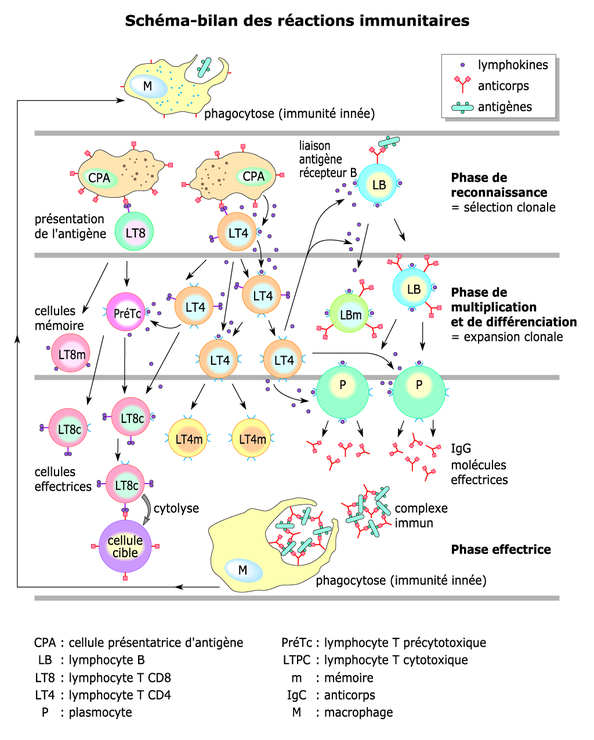 Schéma-bilan des réactions immunitaires
lymphokines
anticorps
antigènes
M
phagocytose (immunité innée)
liaison
antigène
récepteur B
CPA
CPA
LB
Phase de
reconnaissance
= sélection clonale
présentation
de l'antigène
LT8
LT4
LB
LT4
LT4
LBm
Phase de
multiplication
et de différenciation
= expansion clonale
cellules
mémoire
PréTc
LT8m
LT4
LT4
P
P
LT8c
LT8c
LT4m
LT4m
IgG
molécules
effectrices
cellules
effectrices
LT8c
cytolyse
complexe
immun
cellule
cible
M
Phase effectrice
phagocytose (immunité innée)
CPA : cellule présentatrice d'antigène
LB : lymphocyte B
LT8 : lymphocyte T CD8
LT4 : lymphocyte T CD4
P : plasmocyte
PréTc : lymphocyte T précytotoxique
LTPC : lymphocyte T cytotoxique
m : mémoire
IgC : anticorps
M : macrophage